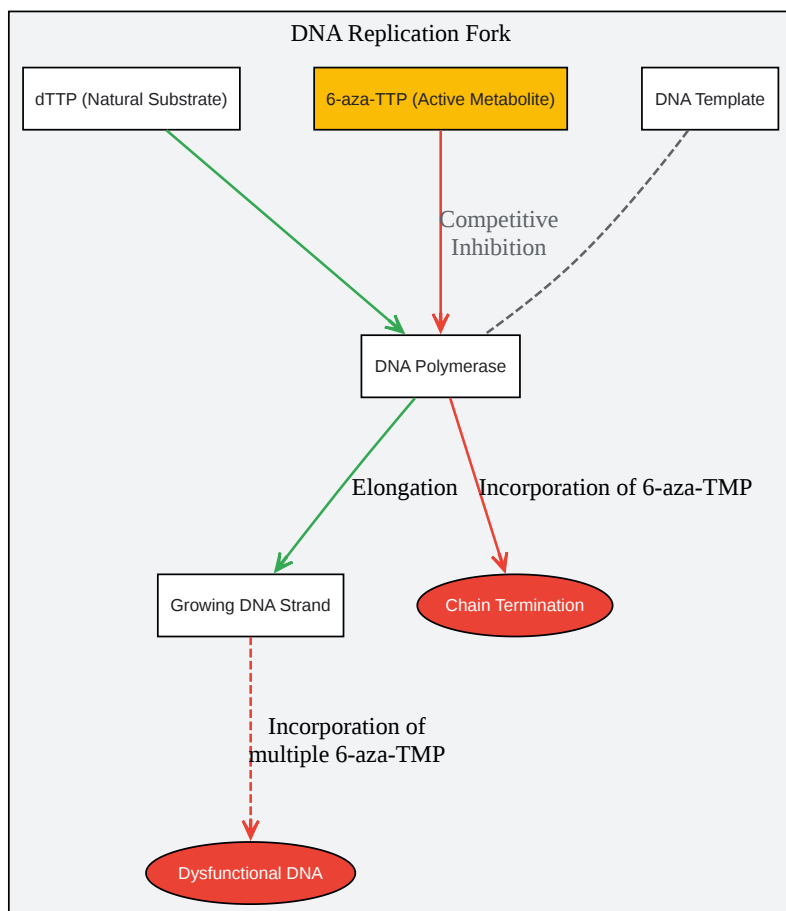 DNA Replication Fork
dTTP (Natural Substrate)
6-aza-TTP (Active Metabolite)
DNA Template
Competitive
Inhibition
DNA Polymerase
Elongation
Incorporation of 6-aza-TMP
Growing DNA Strand
Chain Termination
Incorporation of
multiple 6-aza-TMP
Dysfunctional DNA